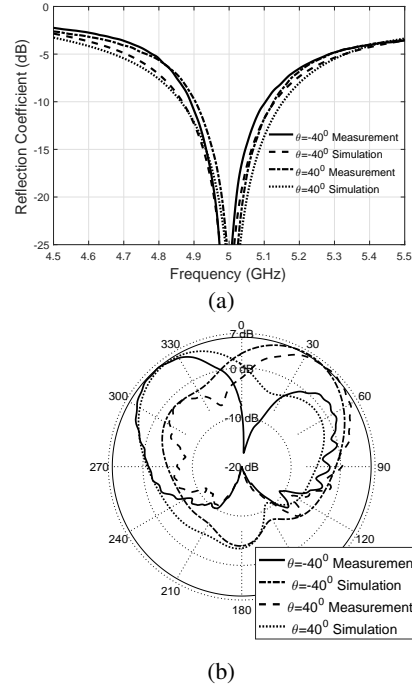 0
-5
-10
-15
-20
-25
Reflection Coefficient (dB)
θ=-40⁰ Measurement
θ=-40⁰ Simulation
θ=40⁰ Measurement
θ=40⁰ Simulation
4.5 4.6 4.7 4.8 4.9 5 5.1 5.2 5.3 5.4 5.5
Frequency (GHz)
(a)
0
7 dB
330 30
0 dB
300 60
-10 dB
270 -20 dB 90
240 120
210
180
θ=-40⁰ Measurement
θ=-40⁰ Simulation
θ=40⁰ Measurement
θ=40⁰ Simulation
(b)